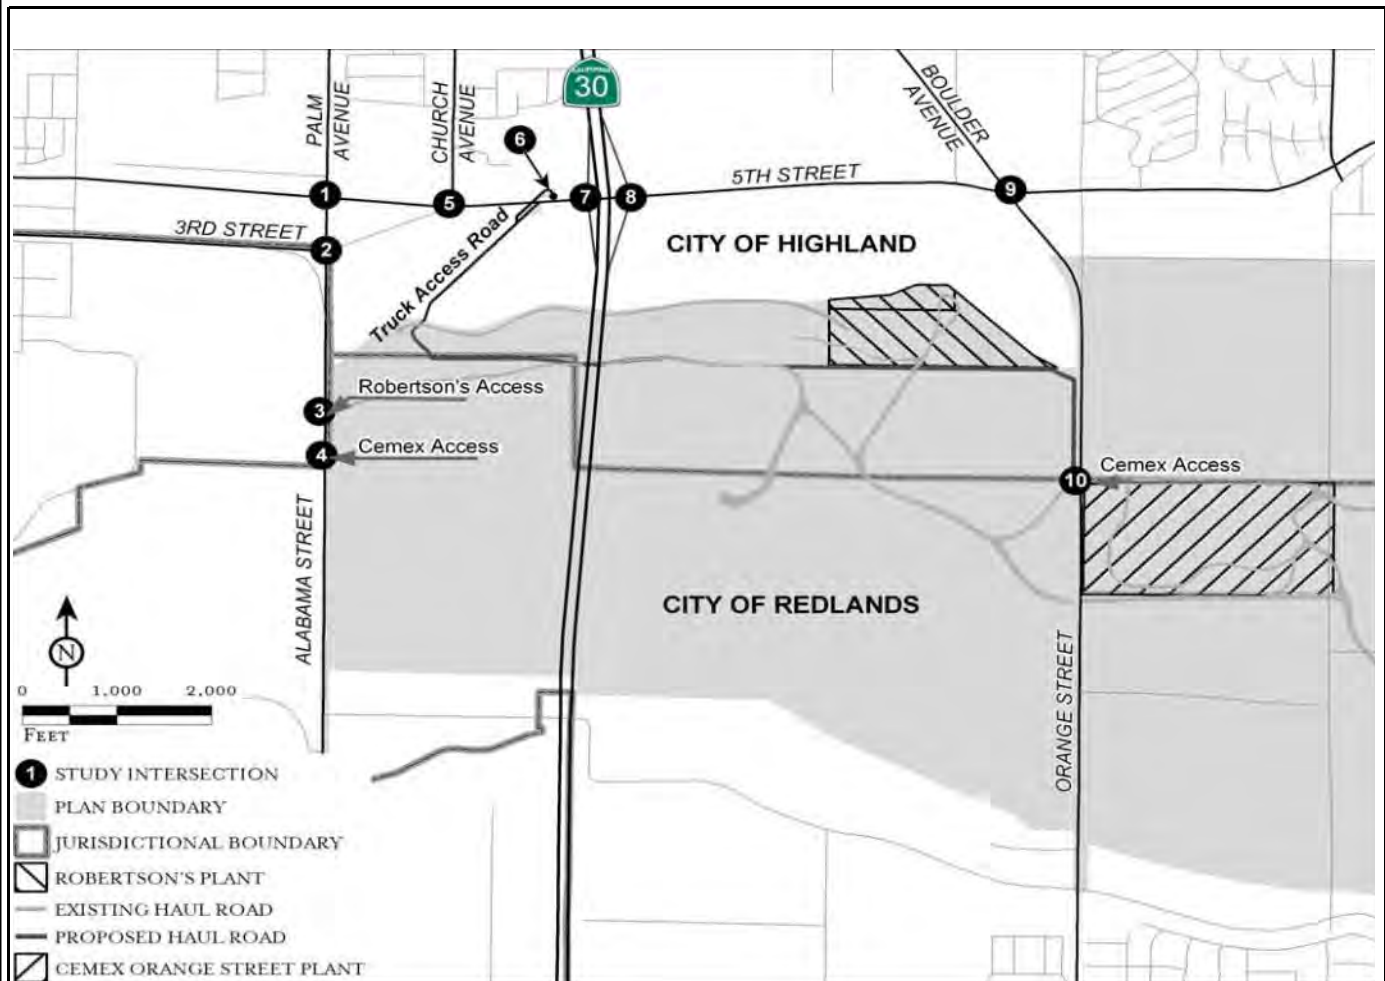 CALIFORNIA
30
PALM
AVENUE
CHURCH
AVENUE
BOULDER
AVENUE
6
1
5
7
8
5TH STREET
9
3RD STREET
2
Truck Access Road
CITY OF HIGHLAND
Robertson's Access
3
Cemex Access
4
10
Cemex Access
ALABAMA STREET
CITY OF REDLANDS
ORANGE STREET
N
0 1,000 2,000
FEET
1 STUDY INTERSECTION
PLAN BOUNDARY
JURISDICTIONAL BOUNDARY
ROBERTSON'S PLANT
EXISTING HAUL ROAD
PROPOSED HAUL ROAD
CEMEX ORANGE STREET PLANT